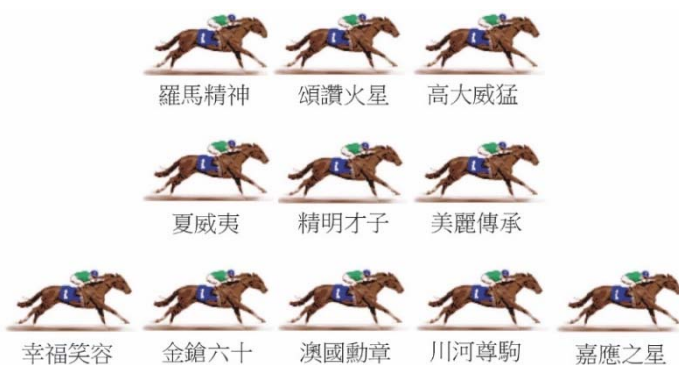 羅馬精神 頌讚火星 高大威猛
夏威夷 精明才子 美麗傳承
幸福笑容 金鎗六十 澳國勳章 川河尊駒 嘉應之星